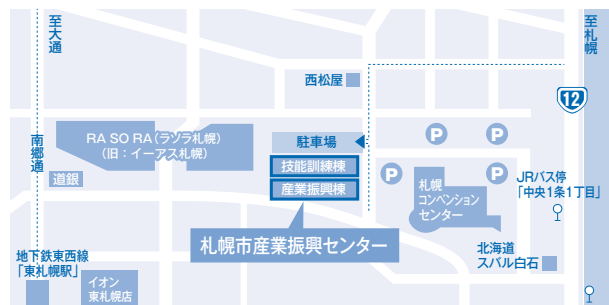 至大通
至札幌
西松屋
12
RA SO RA（ラソラ札幌）
（旧：イーアス札幌）
南郷通
道銀
駐車場
技能訓練棟
産業振興棟
P
P
P
P
札幌
コンベンション
センター
JRバス停
「中央1条1丁目」
札幌市産業振興センター
地下鉄東西線
「東札幌駅」
イオン
東札幌店
北海道
スバル白石